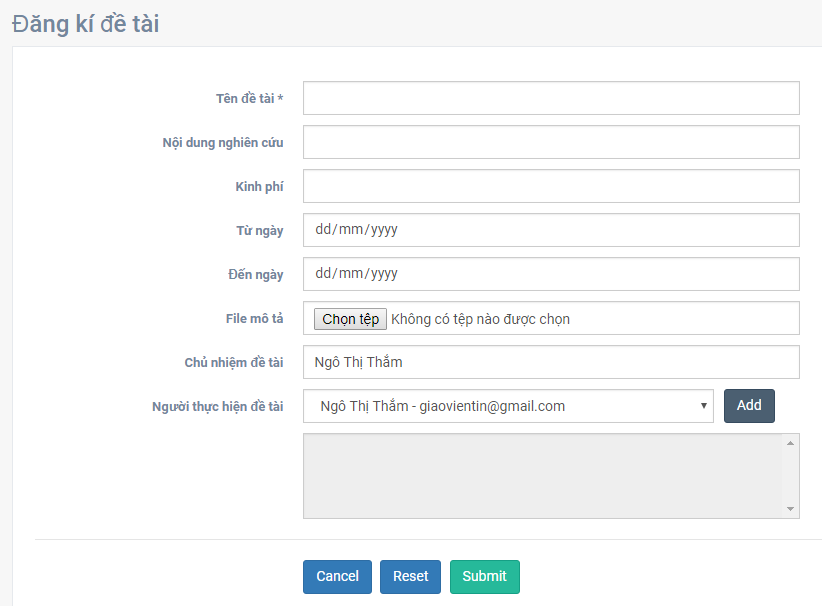 Đăng kí đề tài
Tên đề tài *
Nội dung nghiên cứu
Kinh phí
Từ ngày dd/mm/yyyy
Đến ngày dd/mm/yyyy
File mô tả Chọn tệp Không có tệp nào được chọn
Chủ nhiệm đề tài Ngô Thị Thắm
Người thực hiện đề tài Ngô Thị Thắm - giaovientin@gmail.com Add
Cancel Reset Submit